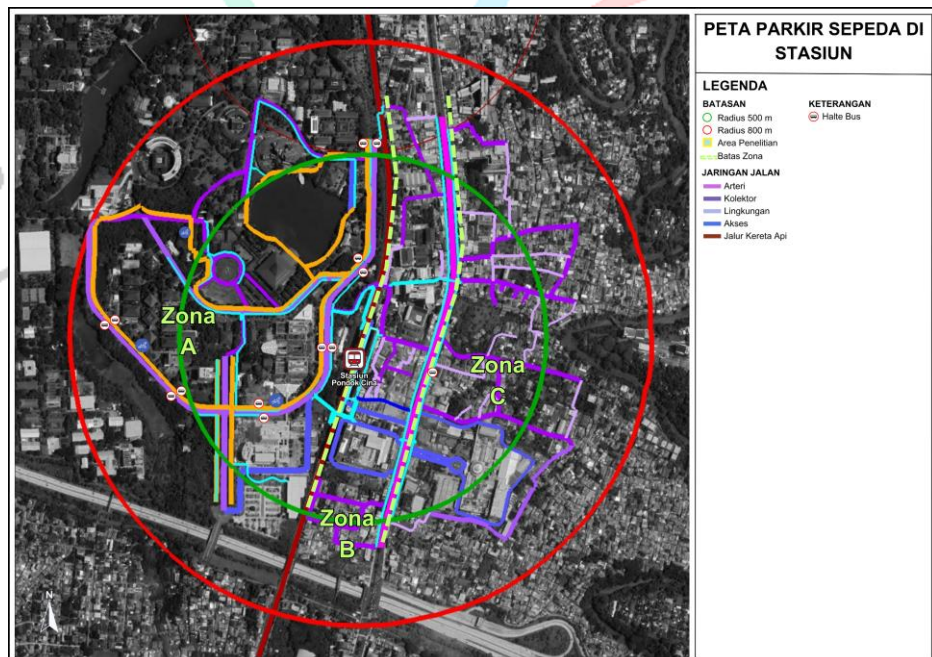 PETA PARKIR SEPEDA DI
STASIUN
LEGENDA
BATASAN
Radius 500 m
Radius 800 m
Area Penelitian
Batas Zona
JARINGAN JALAN
Arteri
Kolektor
Lingkungan
Akses
Jalur Kereta Api
KETERANGAN
Halte Bus
Zona
A
Stasiun
Pondok Cina
Zona
C
Zona
B
N